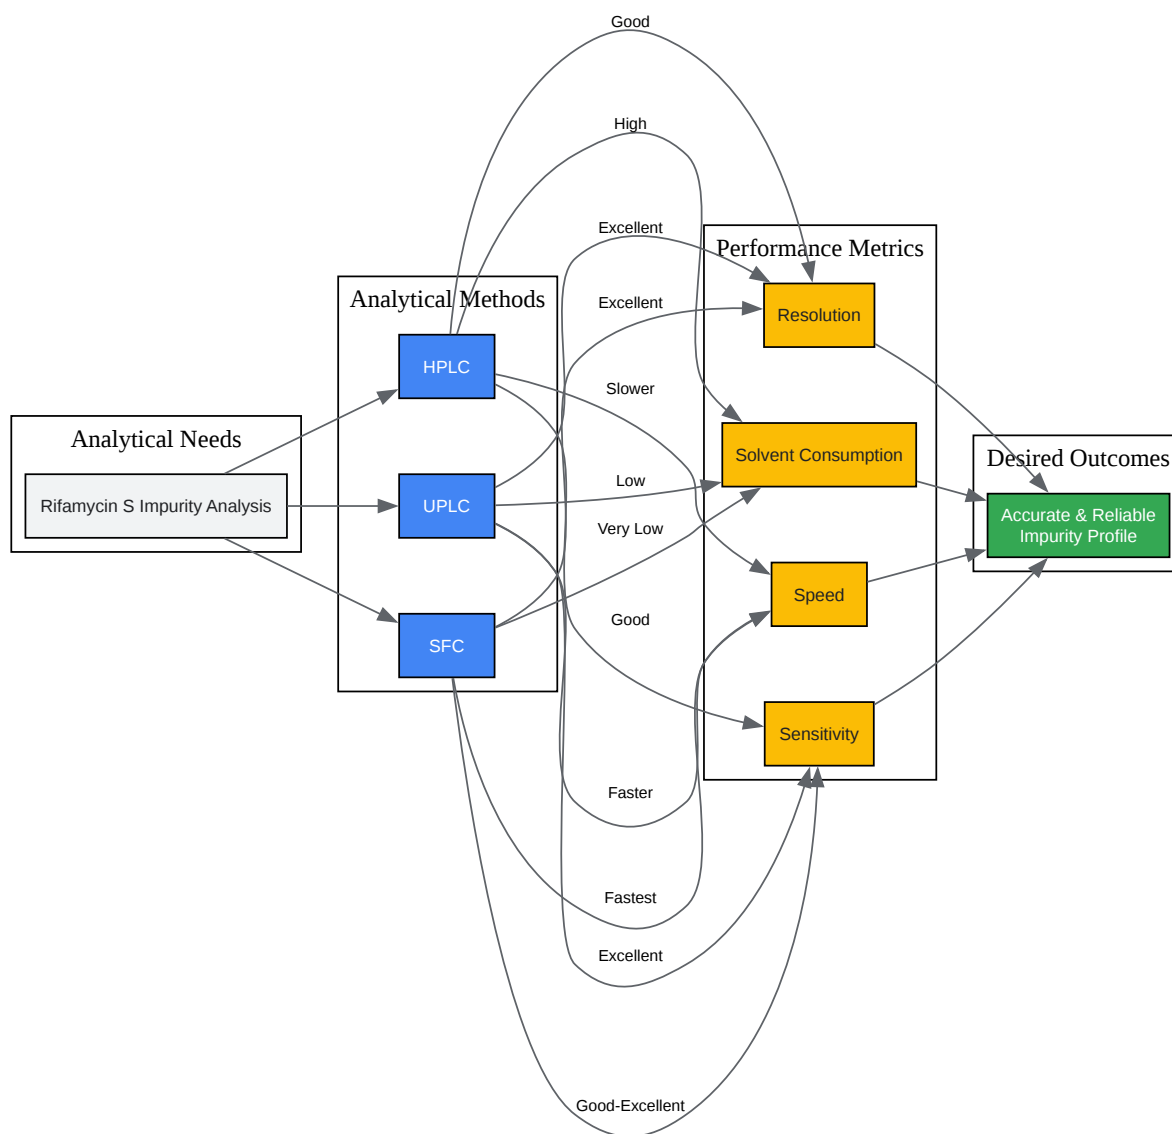 Good
High
Excellent
Performance Metrics
Analytical Methods
Excellent
Resolution
HPLC
Slower
Analytical Needs
Solvent Consumption
Desired Outcomes
Low
Rifamycin S Impurity Analysis
UPLC
Very Low
Accurate & Reliable
Impurity Profile
Speed
Good
SFC
Sensitivity
Faster
Fastest
Excellent
Good-Excellent